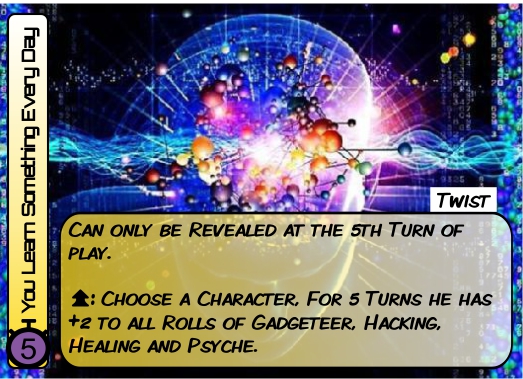 You Learn Something Every Day
Twist
Can only be Revealed at the 5th Turn of
play.
: Choose a Character, For 5 Turns he has
+2 to all Rolls of Gadgeteer, Hacking,
Healing and Psyche.
5